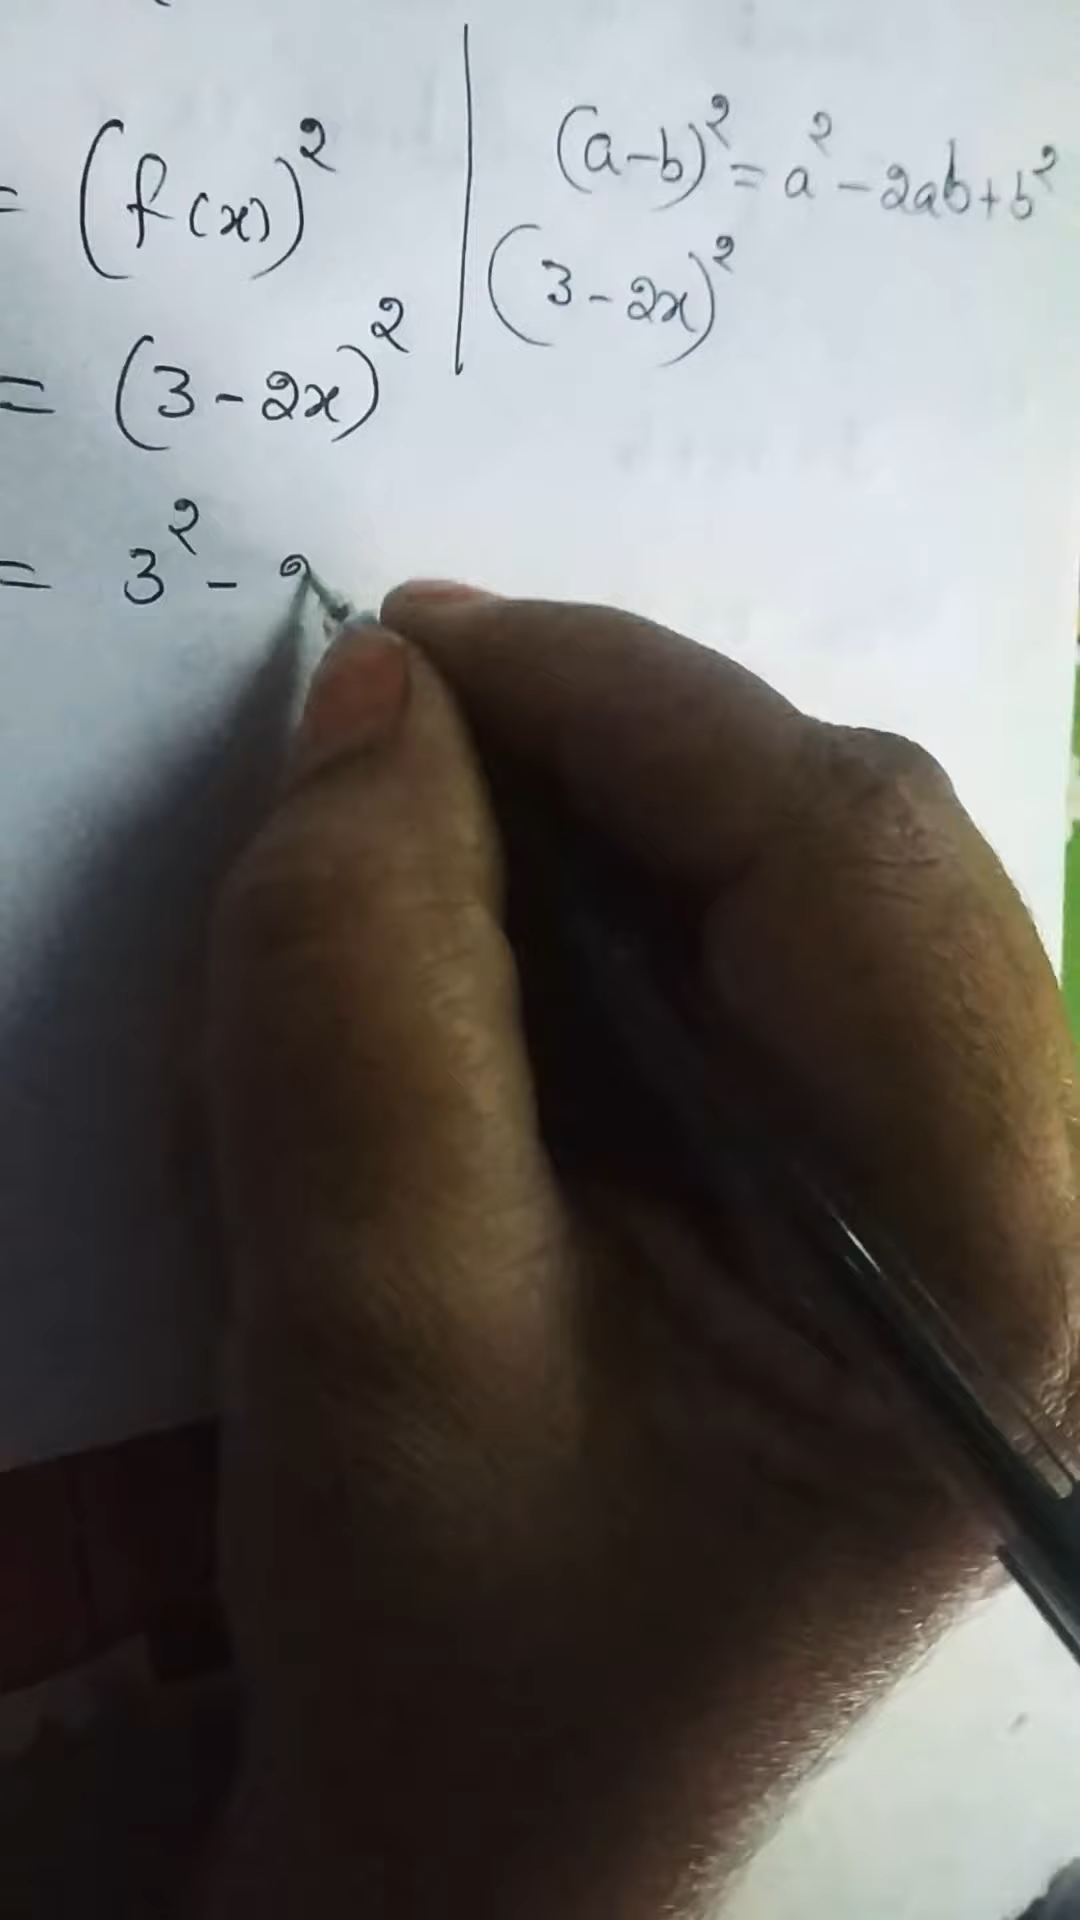 = (f(x))²
= (3-2x)²
= 3² - 2
(a-b)² = a² - 2ab + b²
(3-2x)²